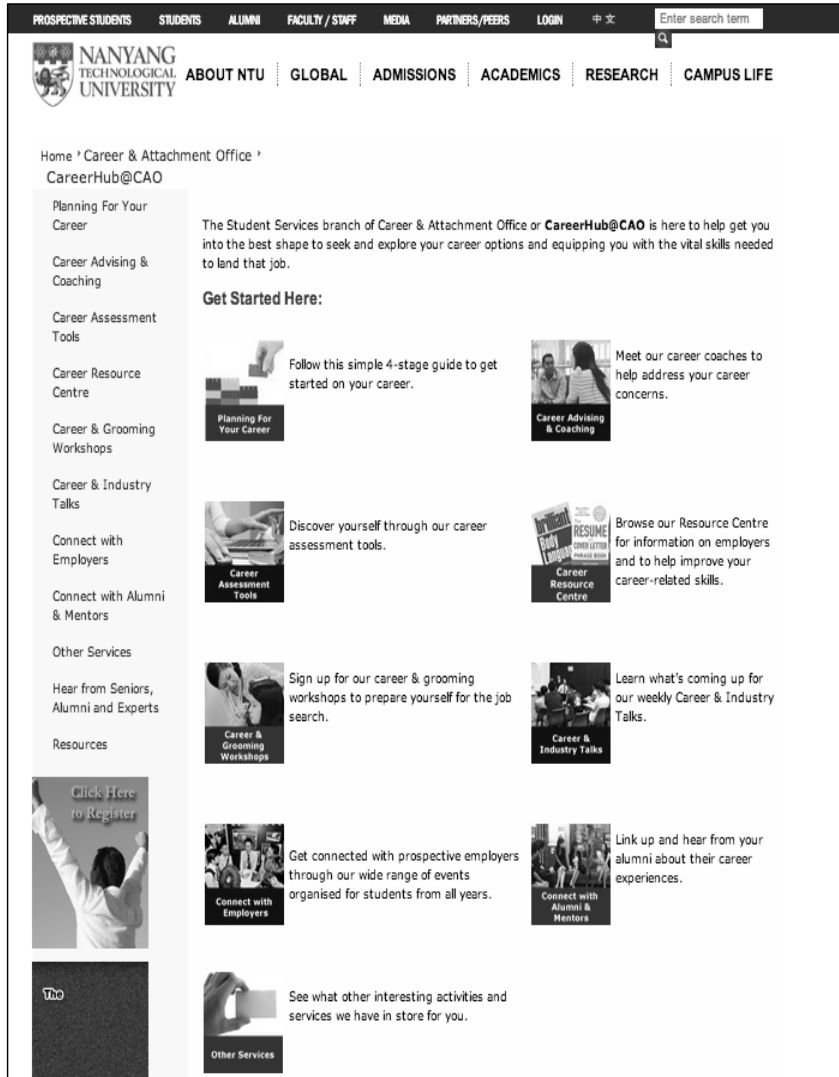 PROSPECTIVE STUDENTS STUDENTS ALUMNI FACULTY / STAFF MEDIA PARTNERS/PEERS LOGIN 中文 Enter search term
NANYANG
TECHNOLOGICAL
UNIVERSITY
ABOUT NTU GLOBAL ADMISSIONS ACADEMICS RESEARCH CAMPUS LIFE
Home Career & Attachment Office
CareerHub@CAO
Planning For Your
Career
Career Advising &
Coaching
Career Assessment
Tools
Career Resource
Centre
Career & Grooming
Workshops
Career & Industry
Talks
Connect with
Employers
Connect with Alumni
& Mentors
Other Services
Hear from Seniors,
Alumni and Experts
Resources
Click Here
to Register
The
The Student Services branch of Career & Attachment Office or CareerHub@CAO is here to help get you
into the best shape to seek and explore your career options and equipping you with the vital skills needed
to land that job.
Get Started Here:
Planning For
Your Career
Follow this simple 4-stage guide to get
started on your career.
Career Advising
& Coaching
Meet our career coaches to
help address your career
concerns.
Career
Assessment
Tools
Discover yourself through our career
assessment tools.
brilliant
Body
Language
RESUME
COVER LETTER
PHRASE BOOK
Career
Resource
Centre
Browse our Resource Centre
for information on employers
and to help improve your
career-related skills.
Career &
Grooming
Workshops
Sign up for our career & grooming
workshops to prepare yourself for the job
search.
Career &
Industry Talks
Learn what's coming up for
our weekly Career & Industry
Talks.
Connect with
Employers
Get connected with prospective employers
through our wide range of events
organised for students from all years.
Connect with
Alumni &
Mentors
Link up and hear from your
alumni about their career
experiences.
Other Services
See what other interesting activities and
services we have in store for you.